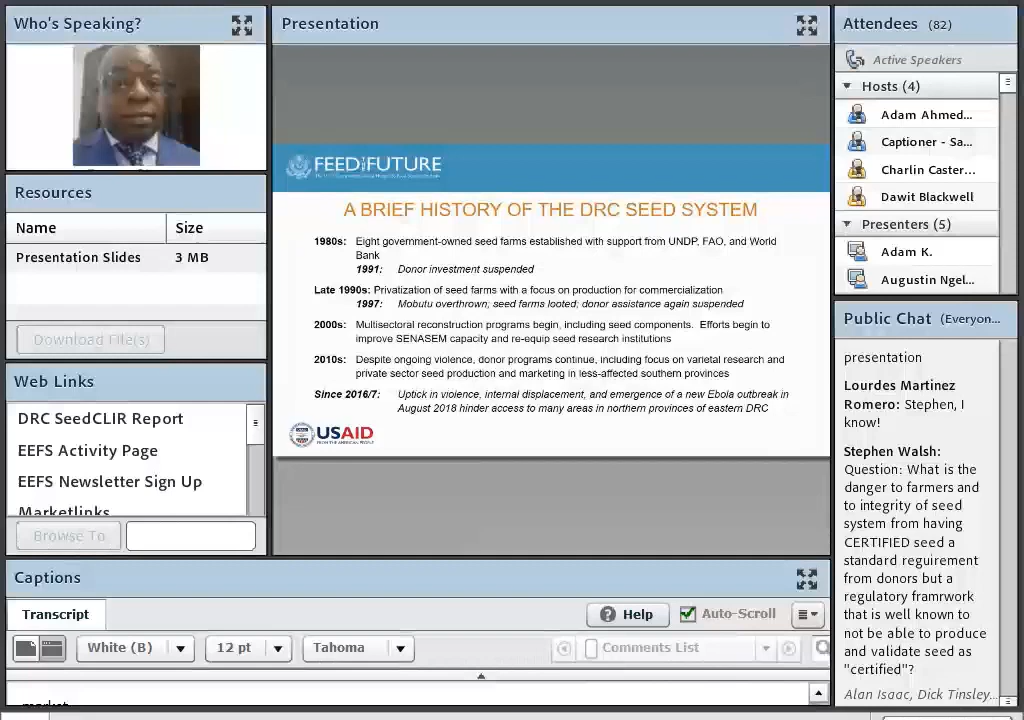 Who's Speaking?
Resources
Name Size
Presentation Slides 3 MB
Download File(s)
Web Links
DRC SeedCLIR Report
EEFS Activity Page
EEFS Newsletter Sign Up
Marketlinks
Browse To
Presentation
FEED THE FUTURE
A BRIEF HISTORY OF THE DRC SEED SYSTEM
1980s: Eight government-owned seed farms established with support from UNDP, FAO, and World
Bank
1991: Donor investment suspended
Late 1990s: Privatization of seed farms with a focus on production for commercialization
1997: Mobutu overthrown; seed farms looted; donor assistance again suspended
2000s: Multisectoral reconstruction programs begin, including seed components. Efforts begin to
improve SENASEM capacity and re-equip seed research institutions
2010s: Despite ongoing violence, donor programs continue, including focus on varietal research and
private sector seed production and marketing in less-affected southern provinces
Since 2016/7: Uptick in violence, internal displacement, and emergence of a new Ebola outbreak in
August 2018 hinder access to many areas in northern provinces of eastern DRC
USAID
FROM THE AMERICAN PEOPLE
Captions
Transcript
Help Auto-Scroll
White (B) 12 pt Tahoma Comments List
market
Attendees (82)
Active Speakers
Hosts (4)
Adam Ahmed...
Captioner - Sa...
Charlin Caster...
Dawit Blackwell
Presenters (5)
Adam K.
Augustin Ngel...
Public Chat (Everyon...
presentation
Lourdes Martinez
Romero: Stephen, I
know!
Stephen Walsh:
Question: What is the
danger to farmers and
to integrity of seed
system from having
CERTIFIED seed a
standard reguirement
from donors but a
regulatory framrwork
that is well known to
not be able to produce
and validate seed as
"certified"?
Alan Isaac, Dick Tinsley...